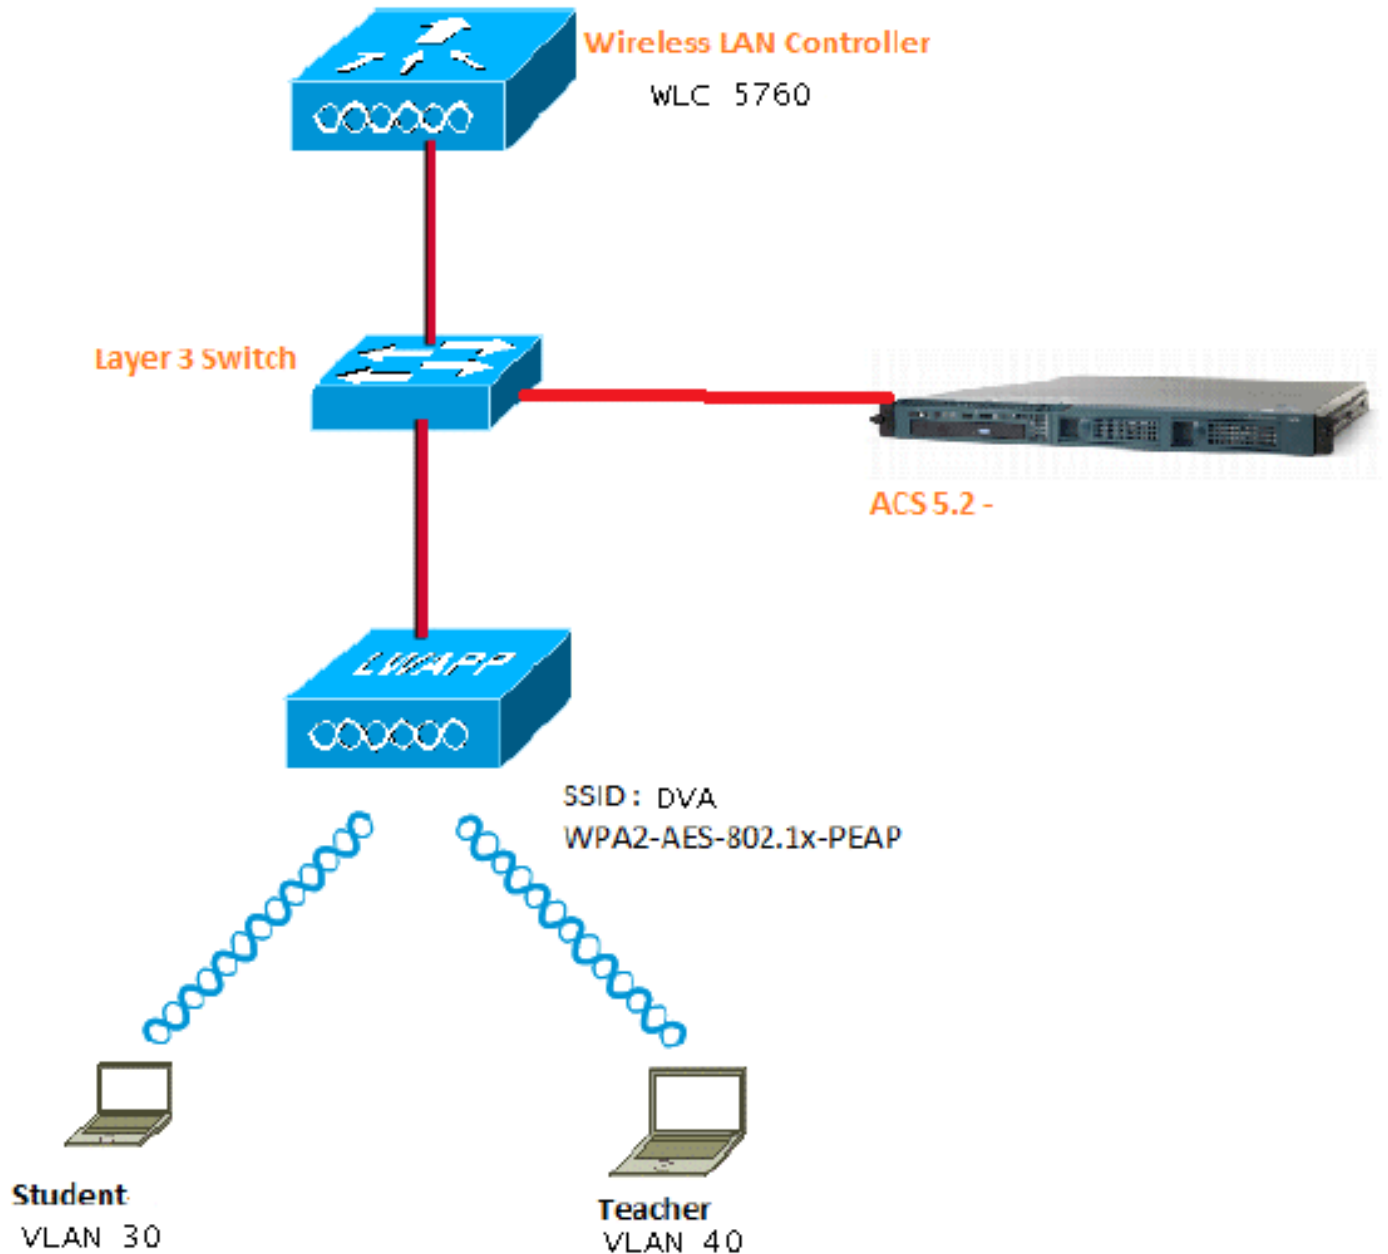 Wireless LAN Controller
WLC 5760
Layer 3 Switch
ACS 5.2 -
LWAPP
SSID : DVA
WPA2-AES-802.1x-PEAP
Student
VLAN 30
Teacher
VLAN 40